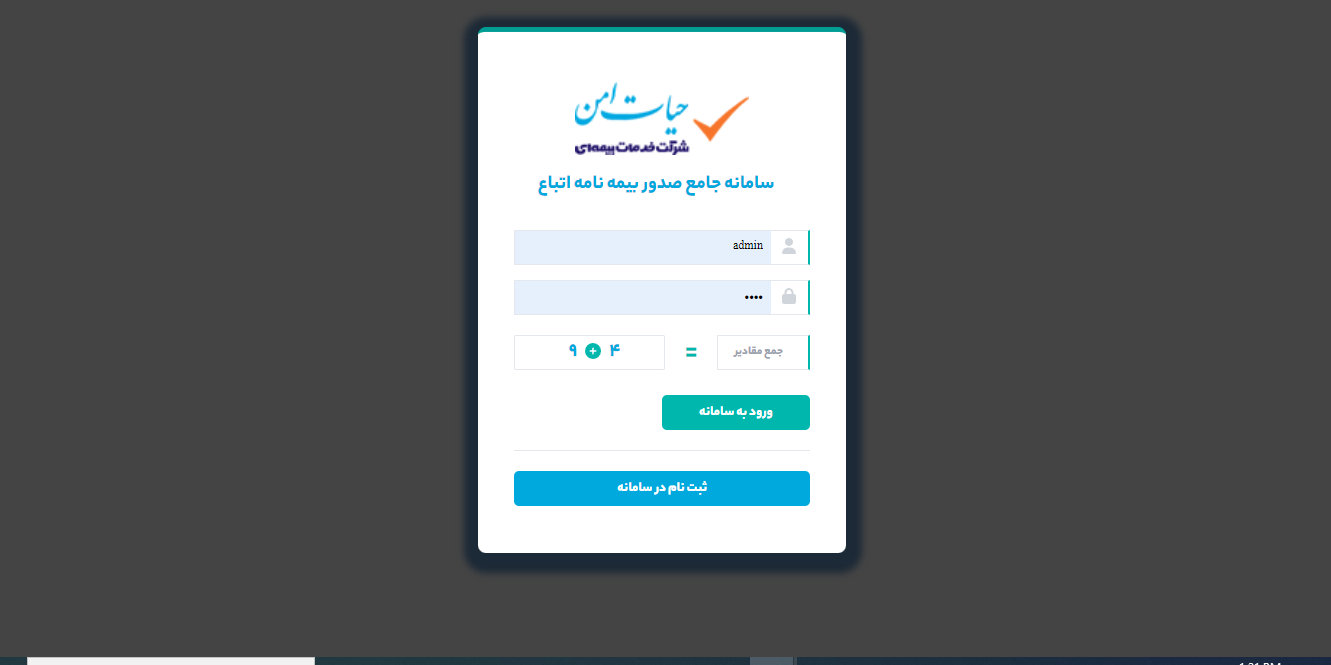 حیات امن
شرکت خدمات بیمه‌ای
سامانه جامع صدور بیمه نامه اتباع
admin
••••
جمع مقادیر = ۴ + ۹
ورود به سامانه
ثبت نام در سامانه